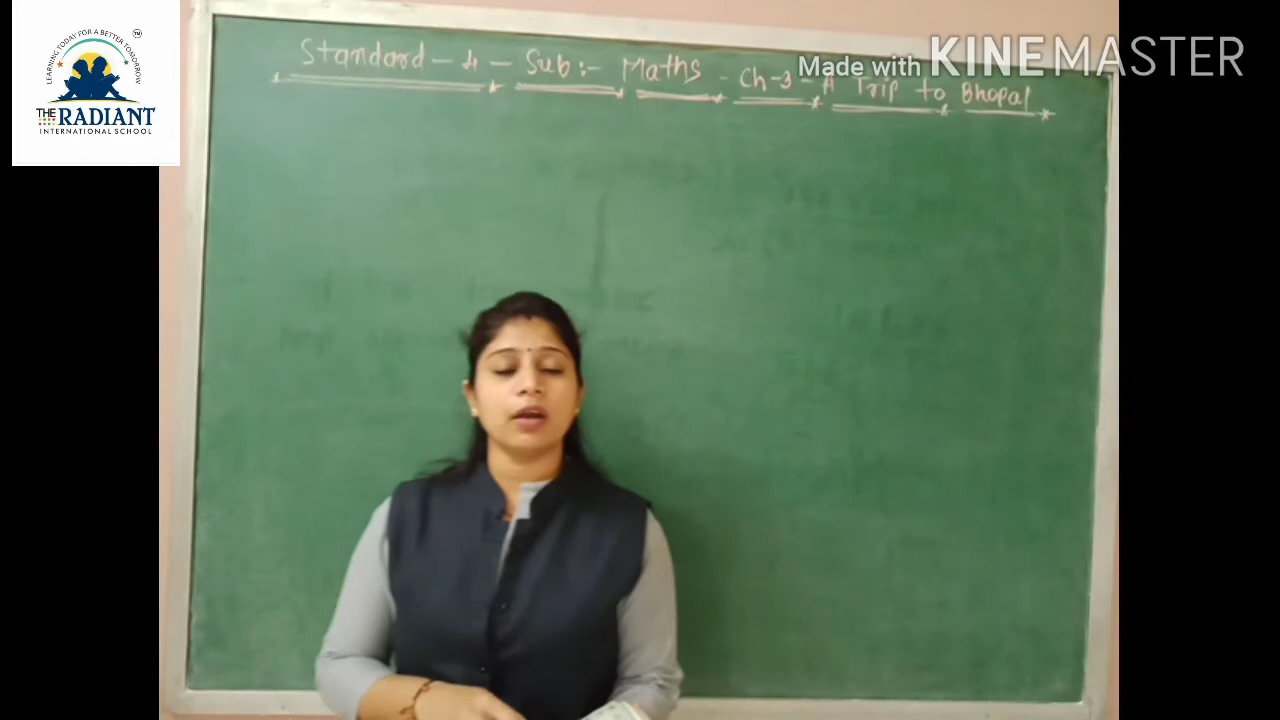 LEARNING TODAY FOR A BETTER TOMORROW
TM
THE RADIANT
INTERNATIONAL SCHOOL
Standard - 4 - Sub:- Maths - Ch-3 - A Trip to Bhopal
Made with KINEMASTER